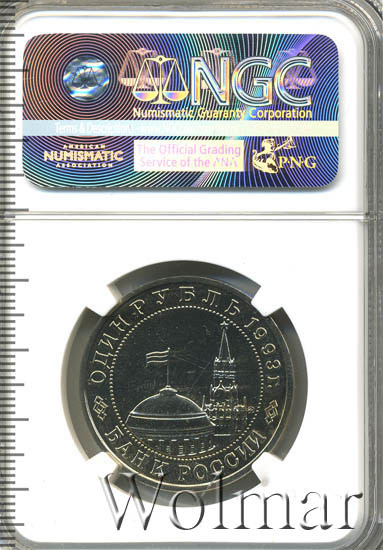 NGC
Numismatic Guaranty Corporation
AMERICAN
NUMISMATIC
ASSOCIATION
The Official Grading
Service of the ANA
PNG
ОДИН РУБЛЬ 1993 г.
БАНК РОССИИ
Wolmar